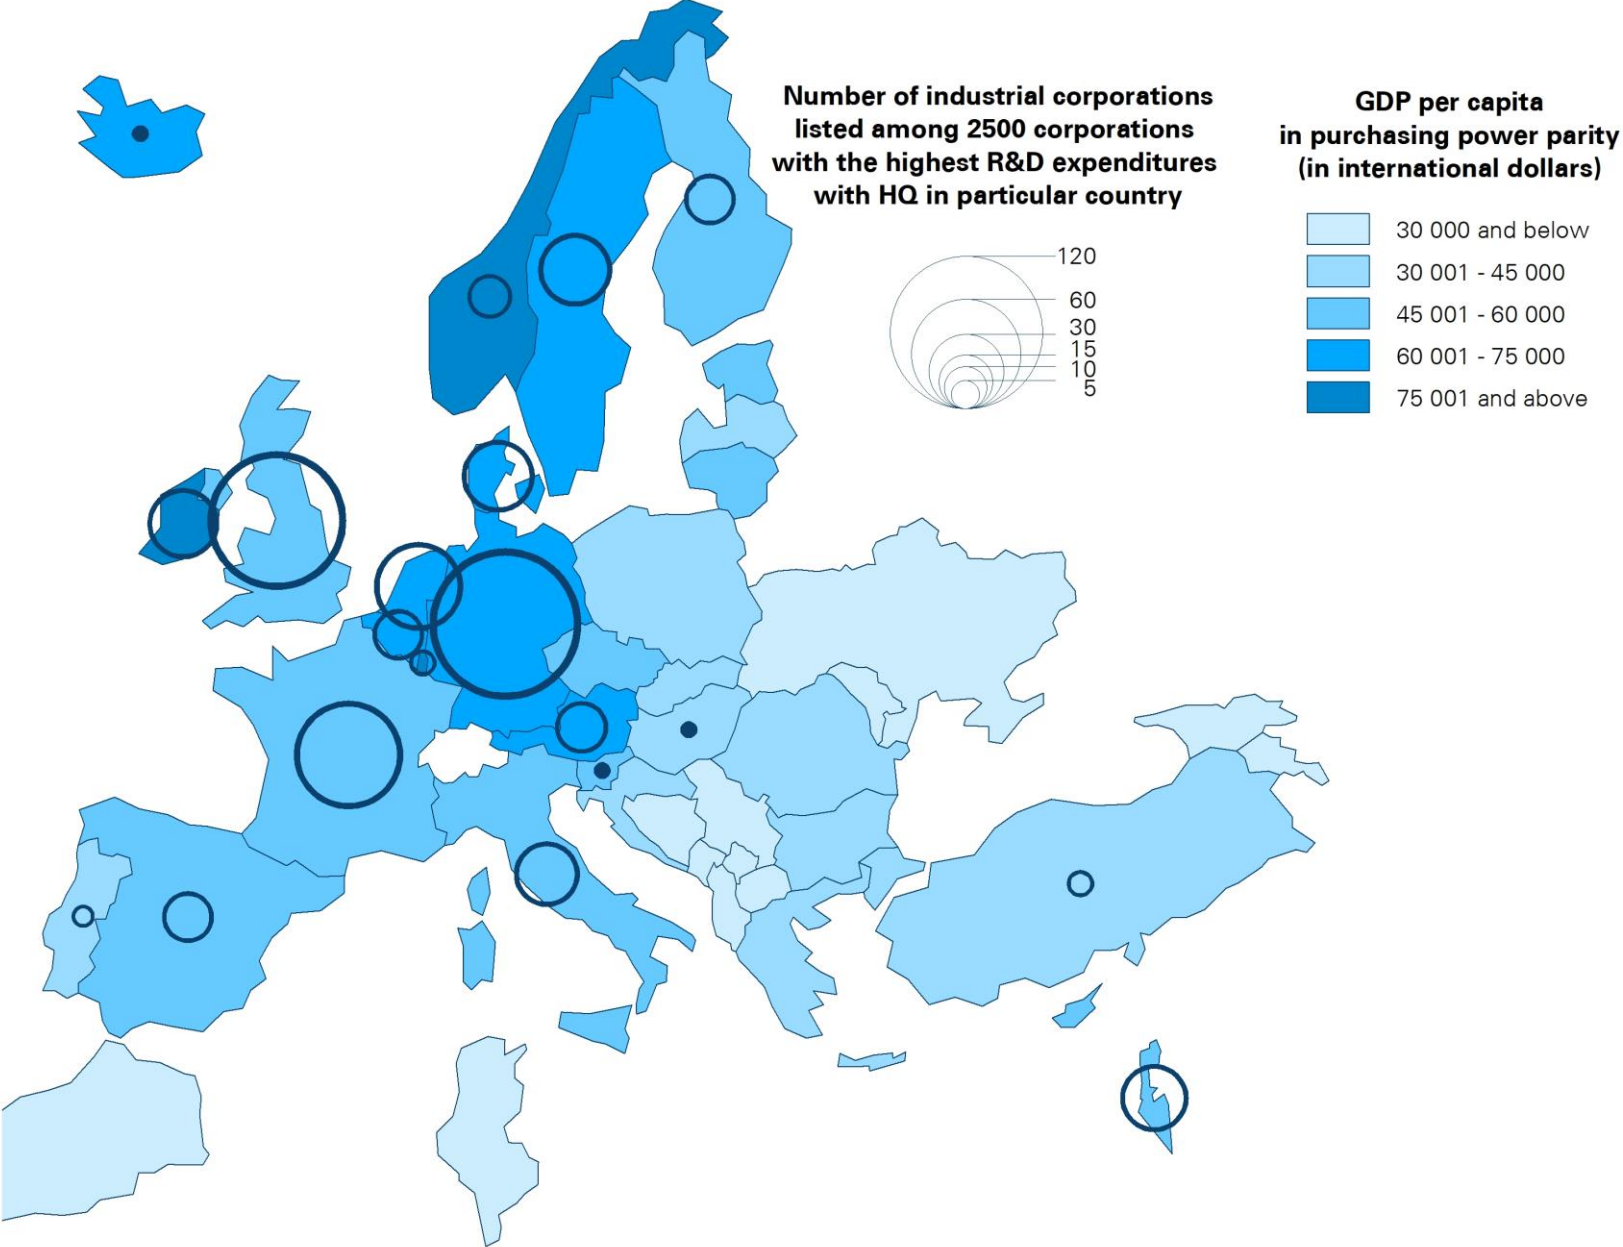 Number of industrial corporations
listed among 2500 corporations
with the highest R&D expenditures
with HQ in particular country
120
60
30
15
10
5
GDP per capita
in purchasing power parity
(in international dollars)
30 000 and below
30 001 - 45 000
45 001 - 60 000
60 001 - 75 000
75 001 and above